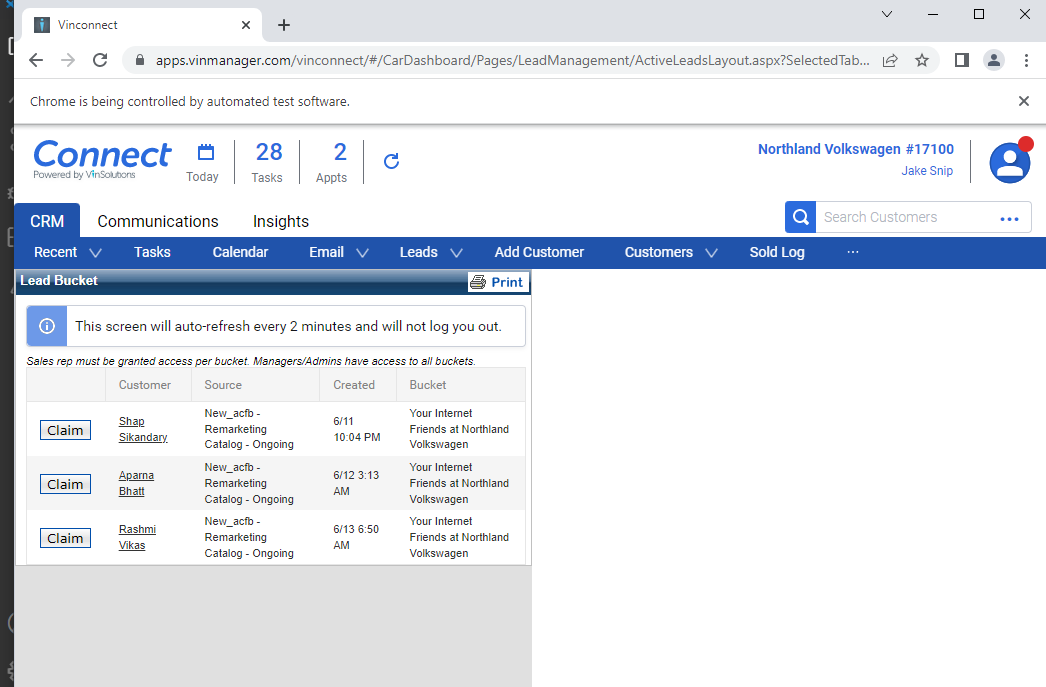 Vinconnect
apps.vinmanager.com/vinconnect/#/CarDashboard/Pages/LeadManagement/ActiveLeadsLayout.aspx?SelectedTab...
Chrome is being controlled by automated test software.
Connect
Powered by VinSolutions
Today
28
Tasks
2
Appts
Northland Volkswagen #17100
Jake Snip
CRM Communications Insights
Search Customers
Recent Tasks Calendar Email Leads Add Customer Customers Sold Log ...
Lead Bucket
Print
This screen will auto-refresh every 2 minutes and will not log you out.
Sales rep must be granted access per bucket. Managers/Admins have access to all buckets.
Customer Source Created Bucket
Claim
Shap
Sikandary
New_acfb -
Remarketing
Catalog - Ongoing
6/11
10:04 PM
Your Internet
Friends at Northland
Volkswagen
Claim
Aparna
Bhatt
New_acfb -
Remarketing
Catalog - Ongoing
6/12 3:13
AM
Your Internet
Friends at Northland
Volkswagen
Claim
Rashmi
Vikas
New_acfb -
Remarketing
Catalog - Ongoing
6/13 6:50
AM
Your Internet
Friends at Northland
Volkswagen